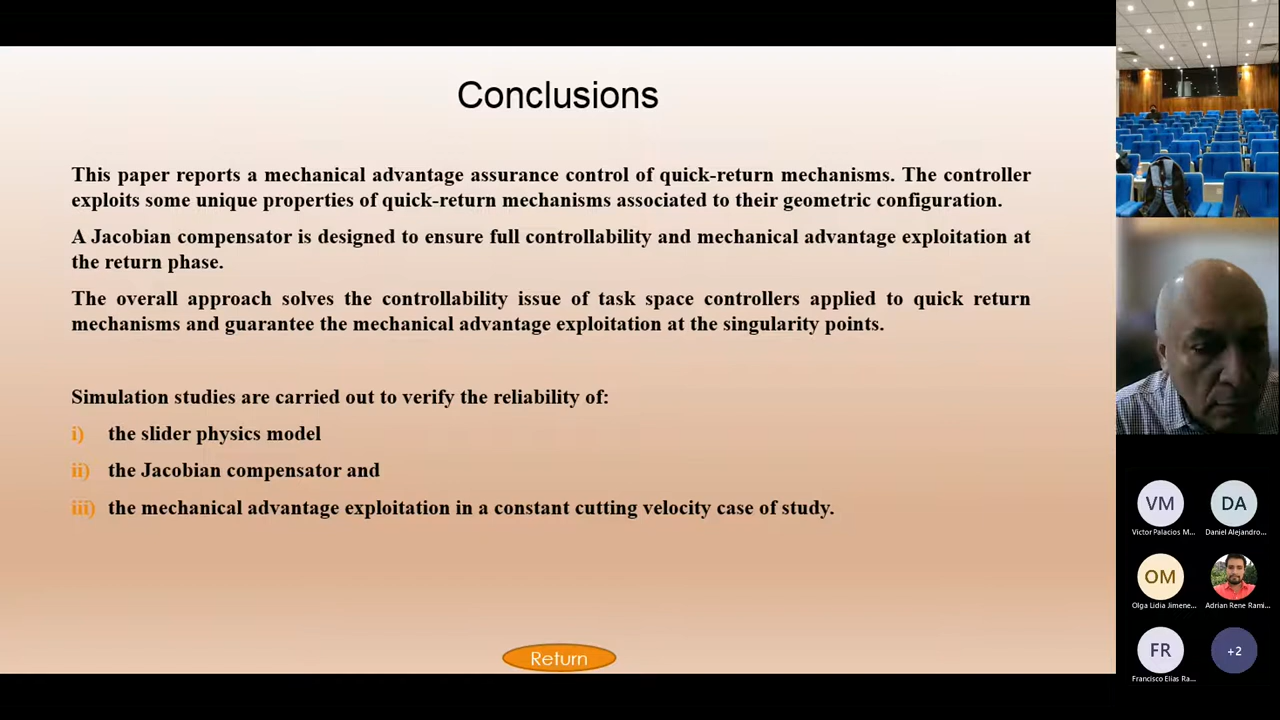 Conclusions
This paper reports a mechanical advantage assurance control of quick-return mechanisms. The controller
exploits some unique properties of quick-return mechanisms associated to their geometric configuration.
A Jacobian compensator is designed to ensure full controllability and mechanical advantage exploitation at
the return phase.
The overall approach solves the controllability issue of task space controllers applied to quick return
mechanisms and guarantee the mechanical advantage exploitation at the singularity points.
Simulation studies are carried out to verify the reliability of:
i) the slider physics model
ii) the Jacobian compensator and
iii) the mechanical advantage exploitation in a constant cutting velocity case of study.
Return
VM DA
Victor Palacios M... Daniel Alejandro...
OM
Olga Lidia Jimene... Adrian Rene Rami...
FR +2
Francisco Elias Ra...